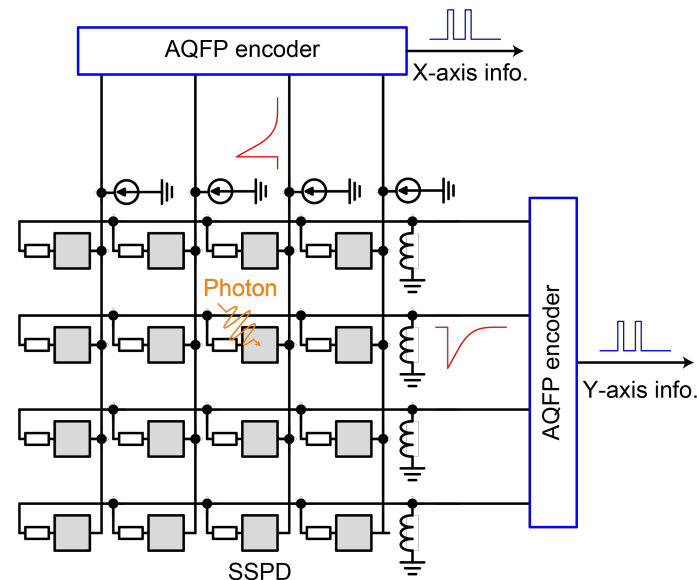 AQFP encoder
X-axis info.
Photon
AQFP encoder
Y-axis info.
SSPD